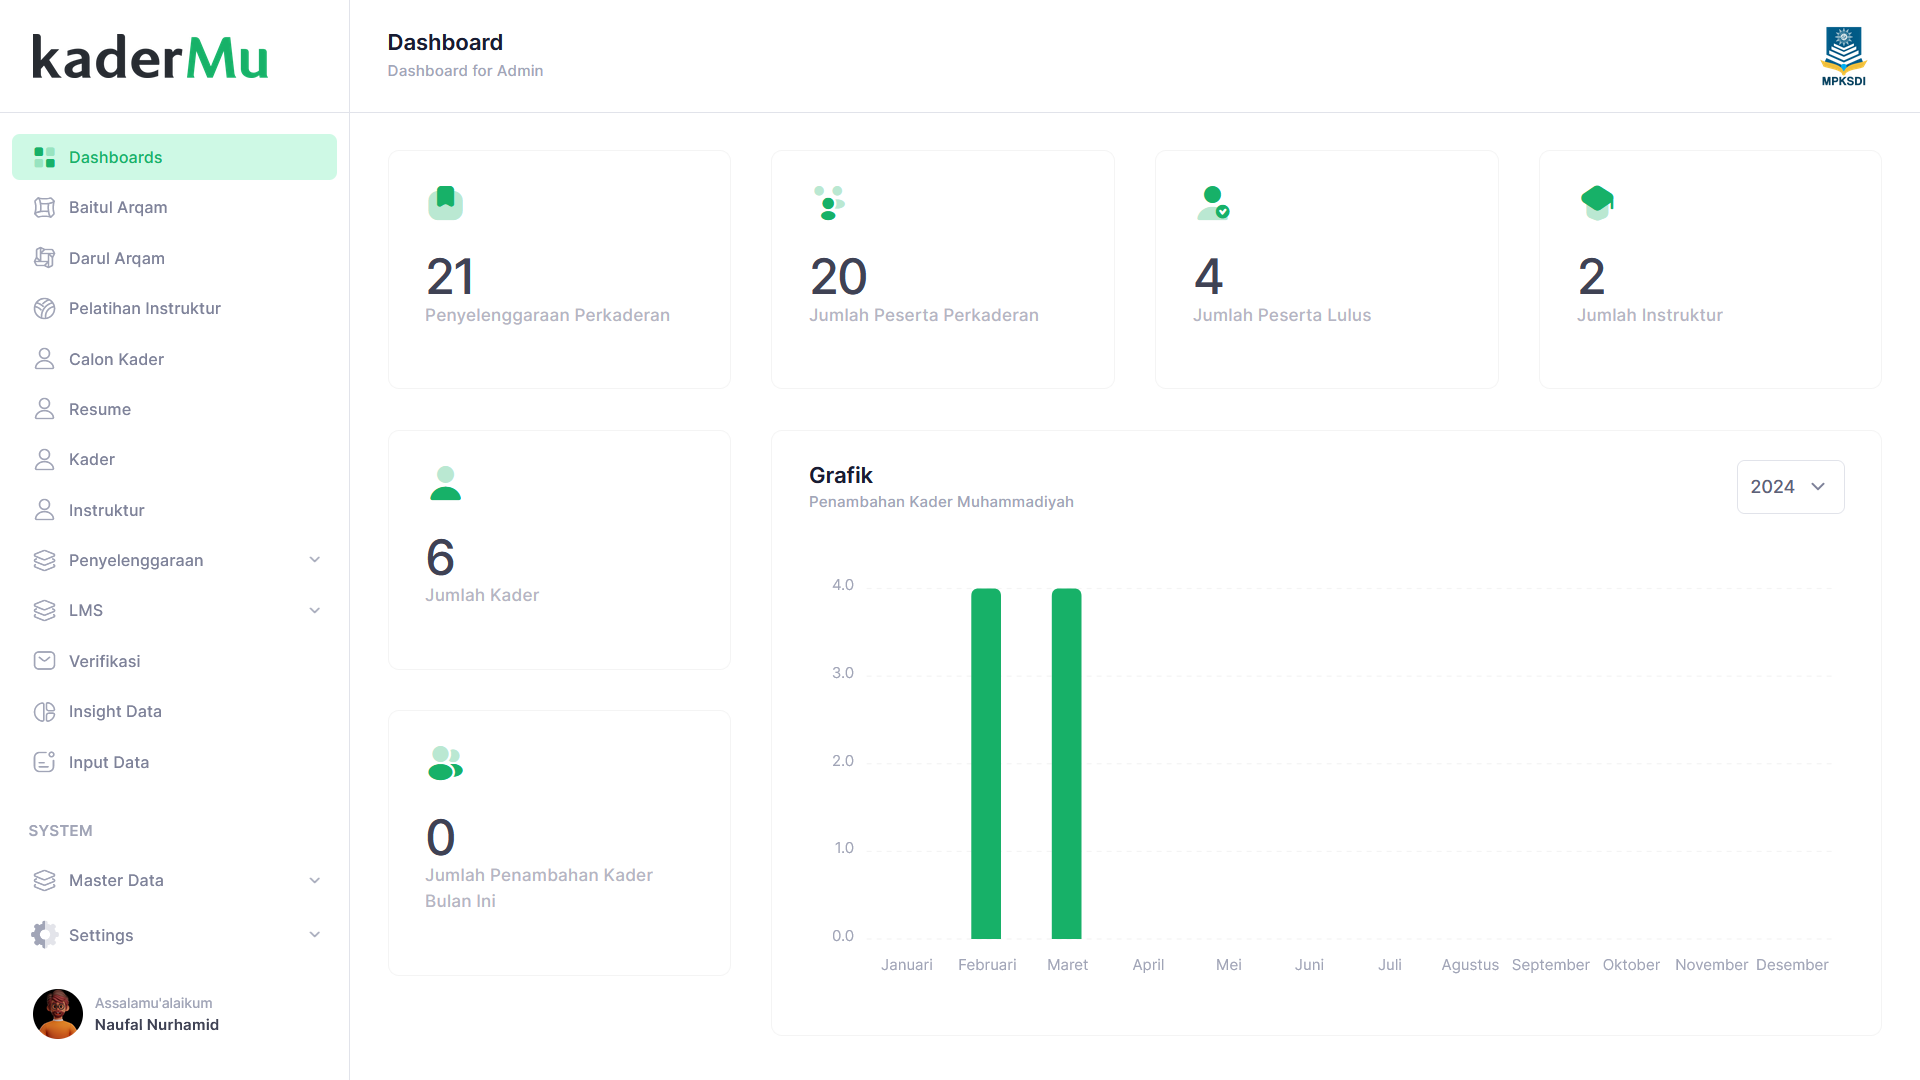 kaderMu
Dashboard
Dashboard for Admin
MPKSDI
Dashboards
Baitul Arqam
Darul Arqam
Pelatihan Instruktur
Calon Kader
Resume
Kader
Instruktur
Penyelenggaraan
LMS
Verifikasi
Insight Data
Input Data
SYSTEM
Master Data
Settings
Assalamu'alaikum
Naufal Nurhamid
21
Penyelenggaraan Perkaderan
20
Jumlah Peserta Perkaderan
4
Jumlah Peserta Lulus
2
Jumlah Instruktur
6
Jumlah Kader
0
Jumlah Penambahan Kader
Bulan Ini
Grafik
Penambahan Kader Muhammadiyah
2024
4.0
3.0
2.0
1.0
0.0
Januari Februari Maret April Mei Juni Juli Agustus September Oktober November Desember